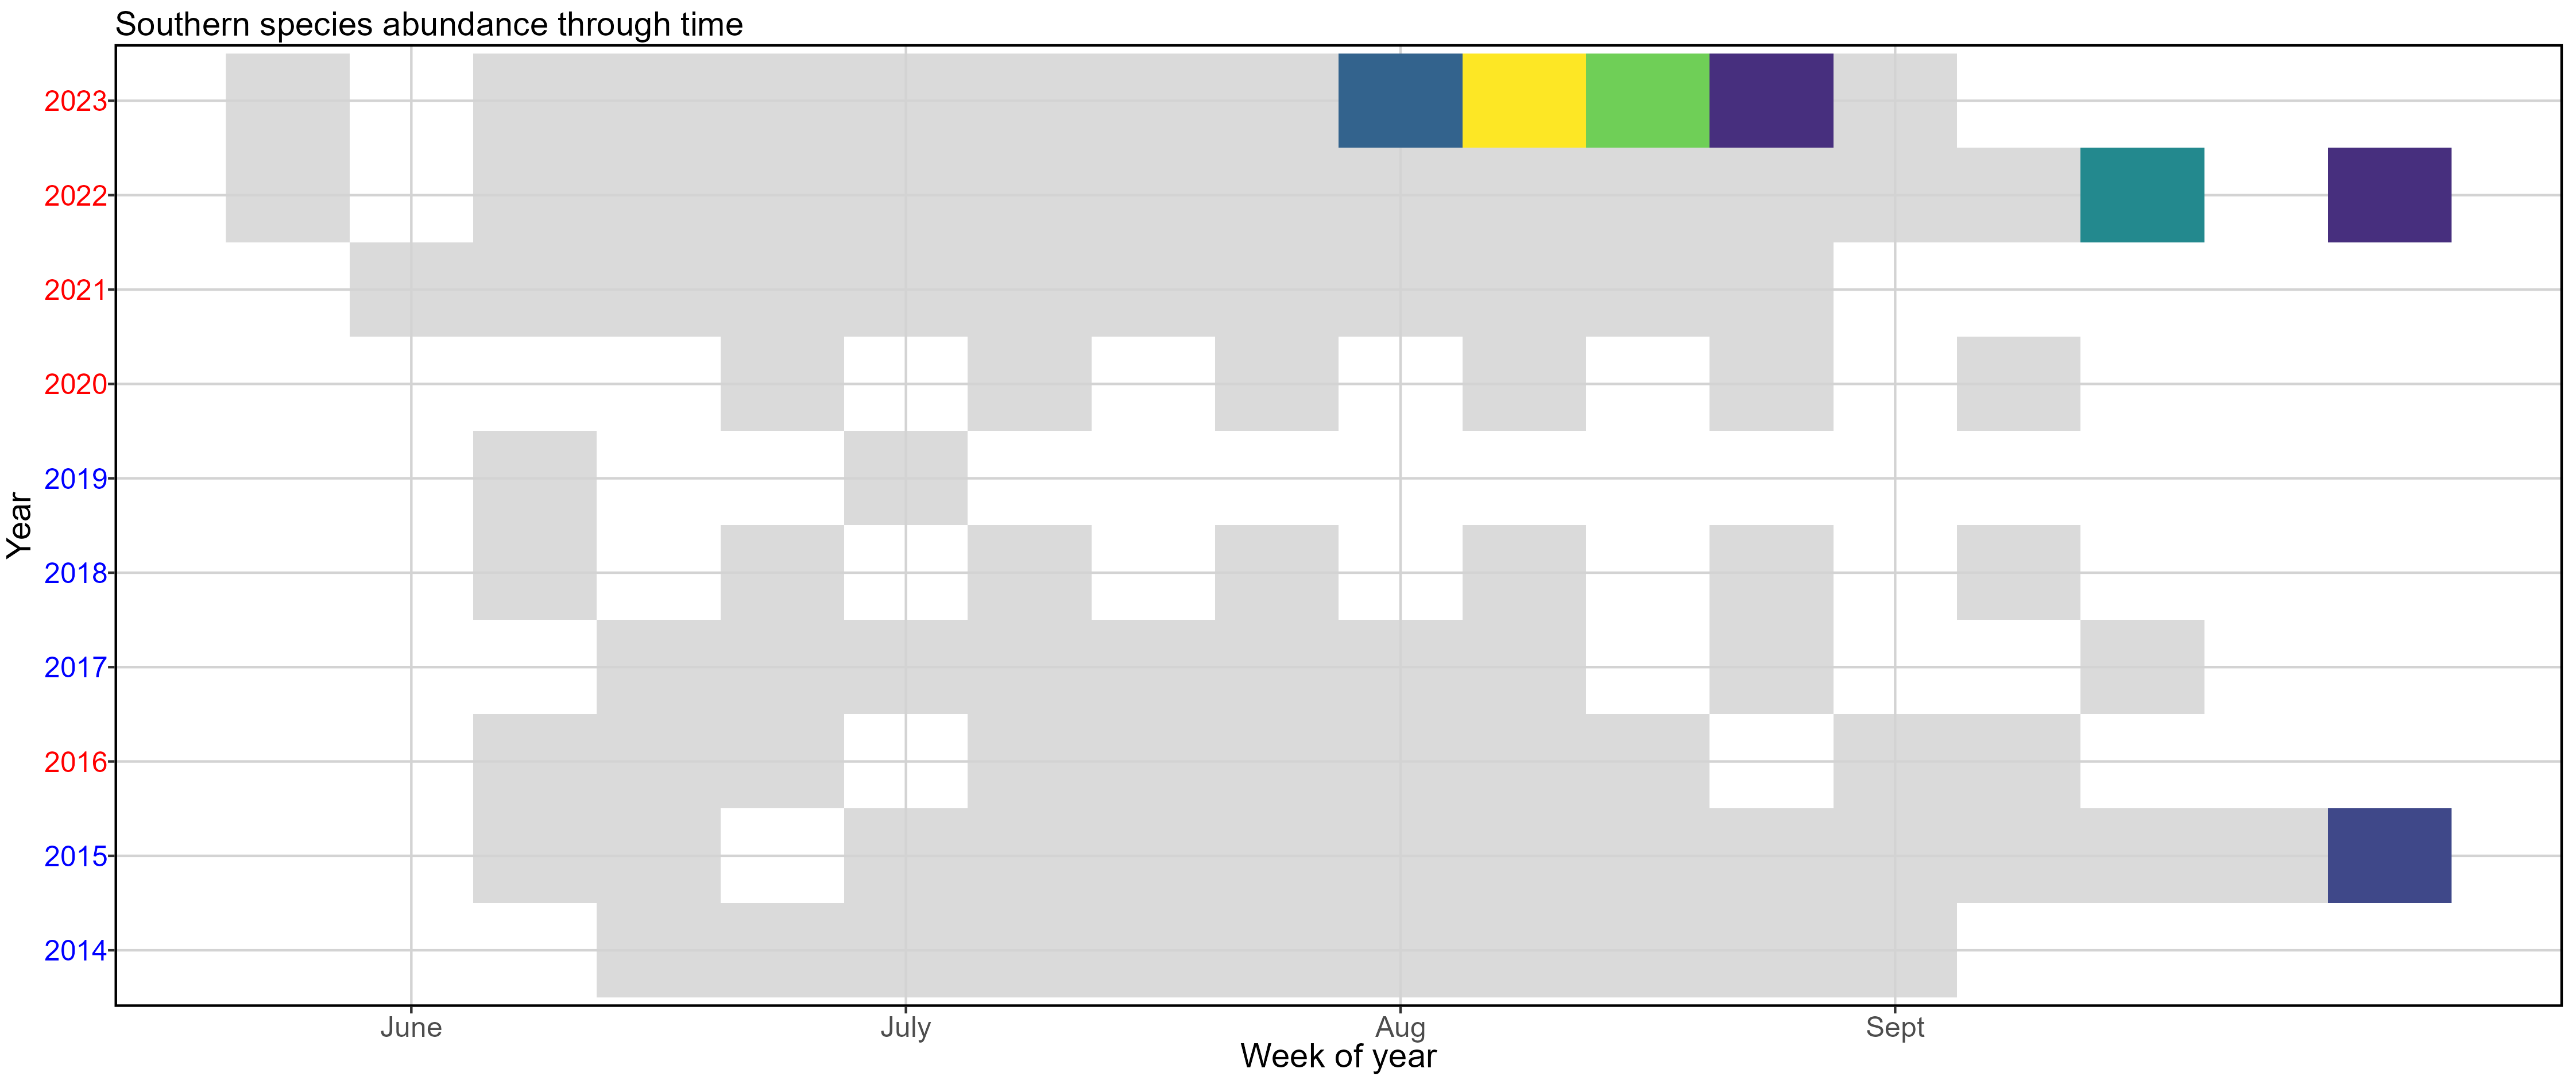 Southern species abundance through time
2023
2022
2021
2020
2019
2018
2017
2016
2015
2014
Year
June July Aug Sept
Week of year